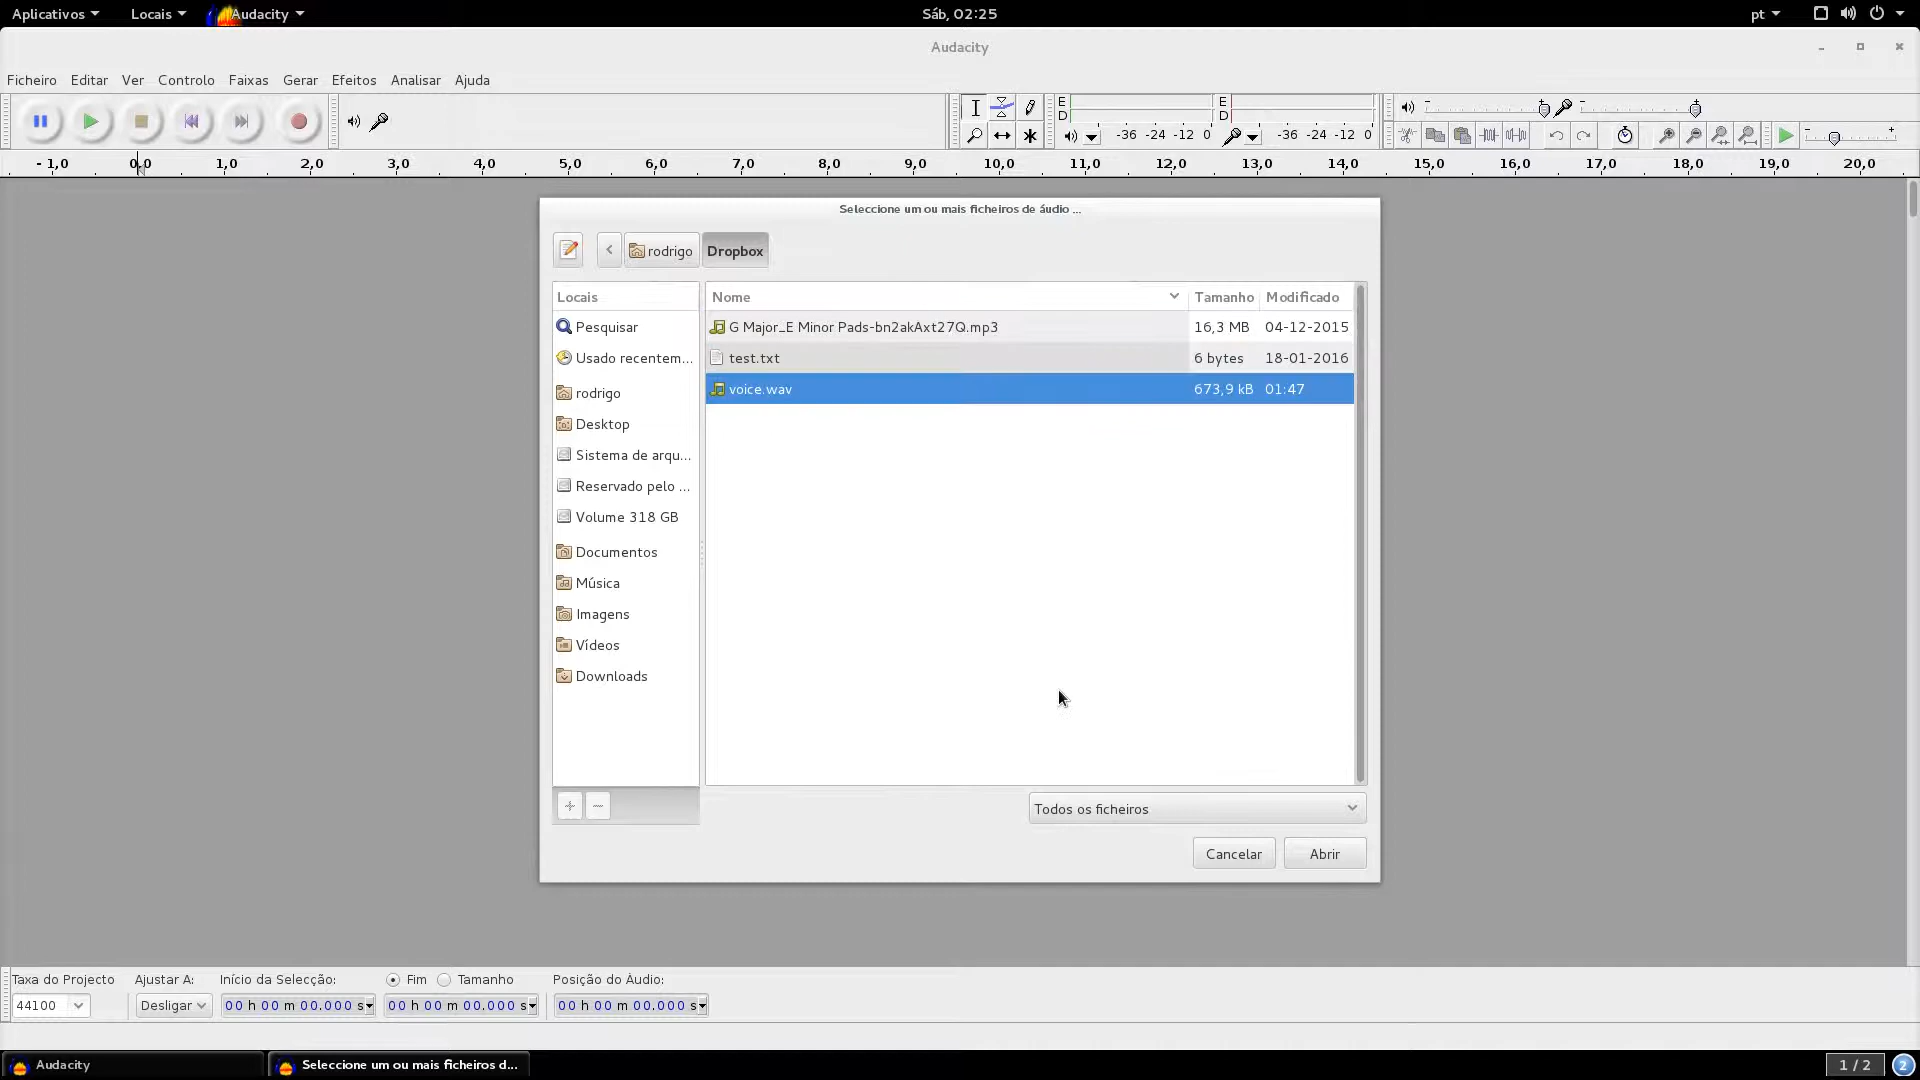 Aplicativos Locais Audacity Sáb, 02:25 pt
Audacity
Ficheiro Editar Ver Controlo Faixas Gerar Efeitos Analisar Ajuda
E E
D D
-36 -24 -12 0 -36 -24 -12 0
- 1,0 0,0 1,0 2,0 3,0 4,0 5,0 6,0 7,0 8,0 9,0 10,0 11,0 12,0 13,0 14,0 15,0 16,0 17,0 18,0 19,0 20,0
Seleccione um ou mais ficheiros de áudio ...
rodrigo Dropbox
Locais
Pesquisar
Usado recentem...
rodrigo
Desktop
Sistema de arqu...
Reservado pelo ...
Volume 318 GB
Documentos
Música
Imagens
Vídeos
Downloads
Nome Tamanho Modificado
G Major_E Minor Pads-bn2akAxt27Q.mp3 16,3 MB 04-12-2015
test.txt 6 bytes 18-01-2016
voice.wav 673,9 kB 01:47
Todos os ficheiros
Cancelar Abrir
Taxa do Projecto Ajustar A: Início da Selecção: Fim Tamanho Posição do Áudio:
44100 Desligar 00 h 00 m 00.000 s 00 h 00 m 00.000 s 00 h 00 m 00.000 s
Audacity Seleccione um ou mais ficheiros d... 1 / 2 2